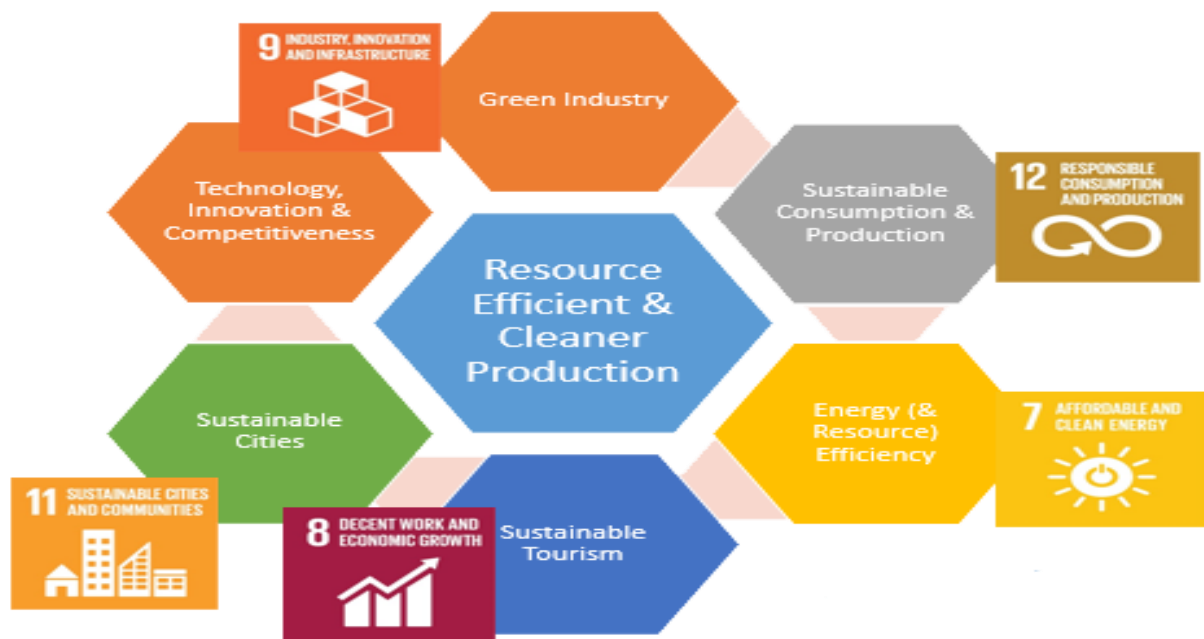 9 INDUSTRY, INNOVATION
AND INFRASTRUCTURE
Green Industry
Technology,
Innovation &
Competitiveness
Sustainable
Consumption &
Production
12 RESPONSIBLE
CONSUMPTION
AND PRODUCTION
Resource
Efficient &
Cleaner
Production
Sustainable
Cities
Energy (&
Resource)
Efficiency
7 AFFORDABLE AND
CLEAN ENERGY
11 SUSTAINABLE CITIES
AND COMMUNITIES
8 DECENT WORK AND
ECONOMIC GROWTH
Sustainable
Tourism